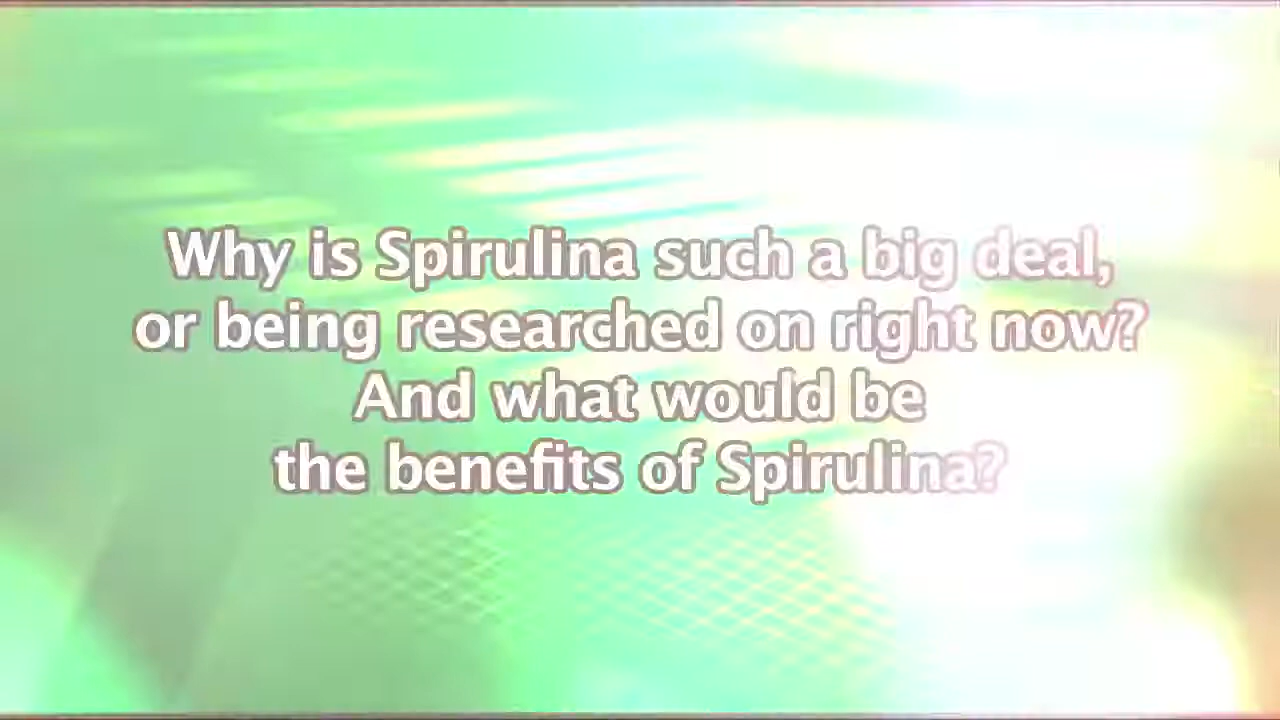 Why is Spirulina such a big deal,
or being researched on right now?
And what would be
the benefits of Spirulina?